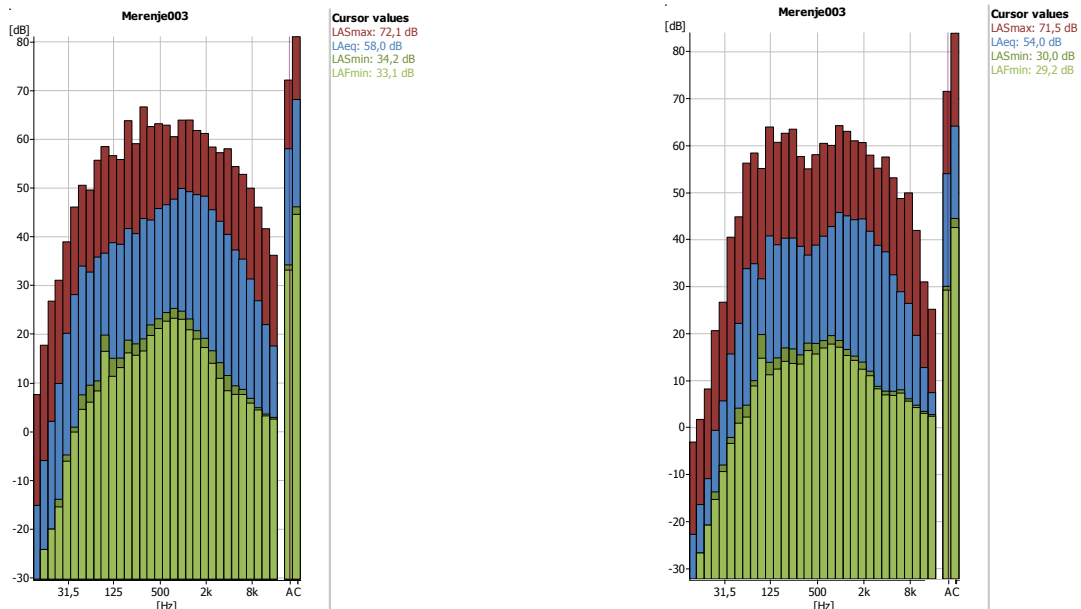 Merenje003
[dB]
80
70
60
50
40
30
20
10
0
-10
-20
-30
31,5 125 500 2k 8k AC
[Hz]
Cursor values
LASmax: 72,1 dB
LAeq: 58,0 dB
LASmin: 34,2 dB
LAFmin: 33,1 dB
Merenje003
[dB]
80
70
60
50
40
30
20
10
0
-10
-20
-30
31,5 125 500 2k 8k AC
[Hz]
Cursor values
LASmax: 71,5 dB
LAeq: 54,0 dB
LASmin: 30,0 dB
LAFmin: 29,2 dB